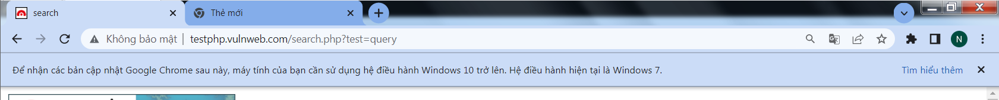 search
Thẻ mới
Không bảo mật | testphp.vulnweb.com/search.php?test=query
N
Để nhận các bản cập nhật Google Chrome sau này, máy tính của bạn cần sử dụng hệ điều hành Windows 10 trở lên. Hệ điều hành hiện tại là Windows 7.
Tìm hiểu thêm